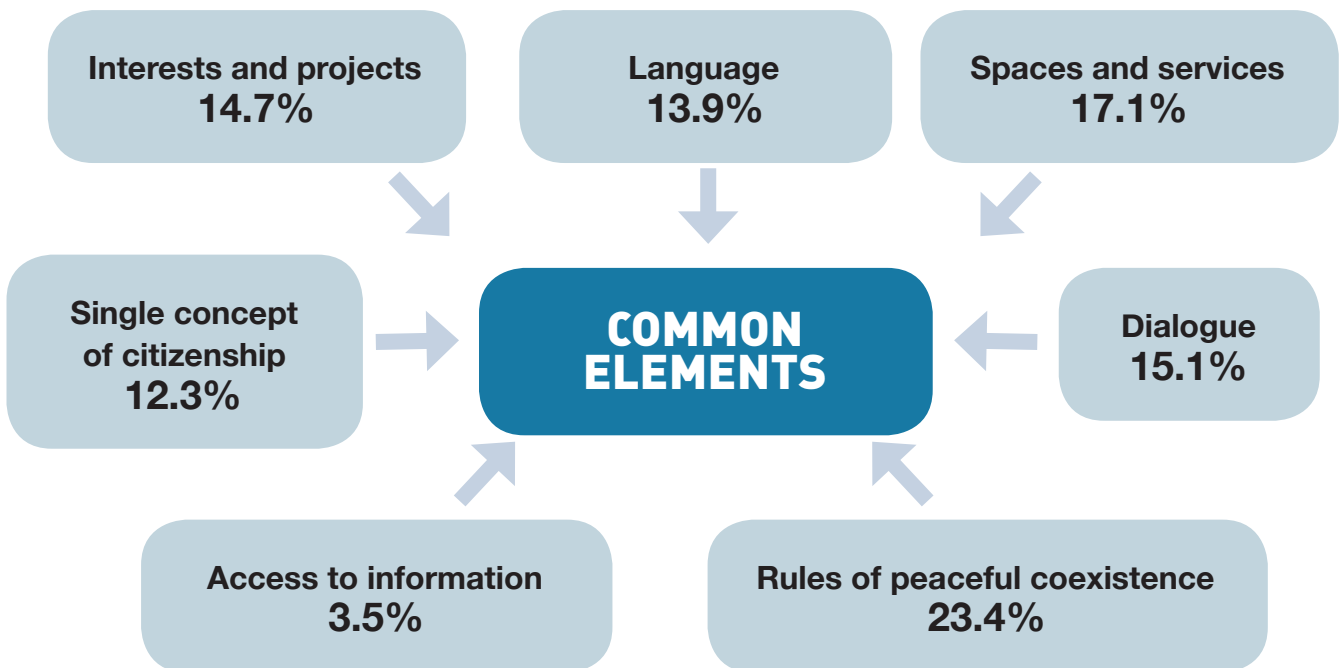 Interests and projects
14.7%
Language
13.9%
Spaces and services
17.1%
Single concept
of citizenship
12.3%
COMMON
ELEMENTS
Dialogue
15.1%
Access to information
3.5%
Rules of peaceful coexistence
23.4%